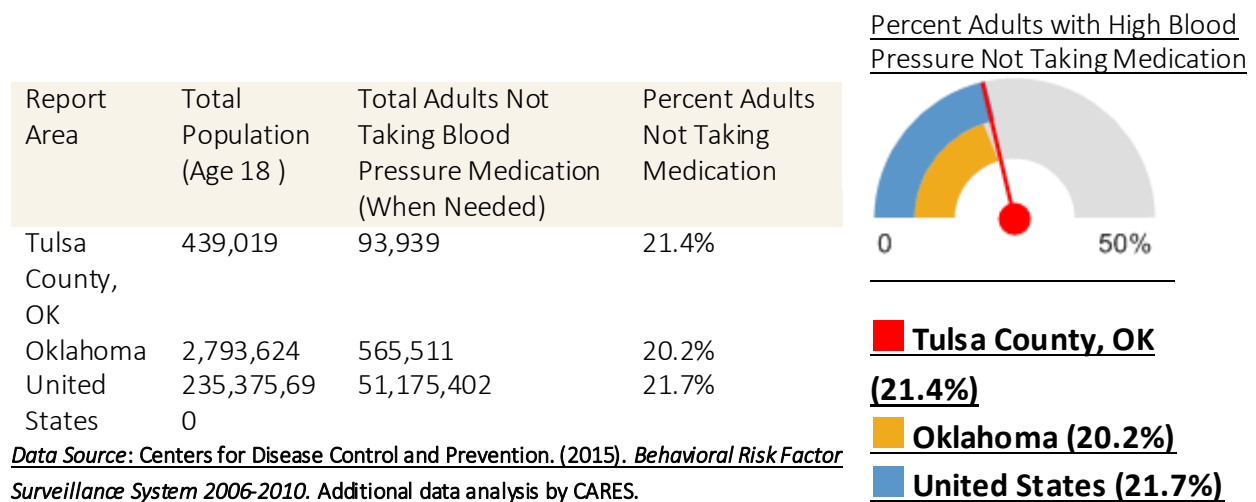 Percent Adults with High Blood
Pressure Not Taking Medication
Report Total Total Adults Not Percent Adults
Area Population Taking Blood Not Taking
(Age 18 ) Pressure Medication Medication
(When Needed)
Tulsa 439,019 93,939 21.4%
County,
OK
Oklahoma 2,793,624 565,511 20.2%
United 235,375,69 51,175,402 21.7%
States 0
Data Source: Centers for Disease Control and Prevention. (2015). Behavioral Risk Factor
Surveillance System 2006-2010. Additional data analysis by CARES.
0 50%
Tulsa County, OK
(21.4%)
Oklahoma (20.2%)
United States (21.7%)